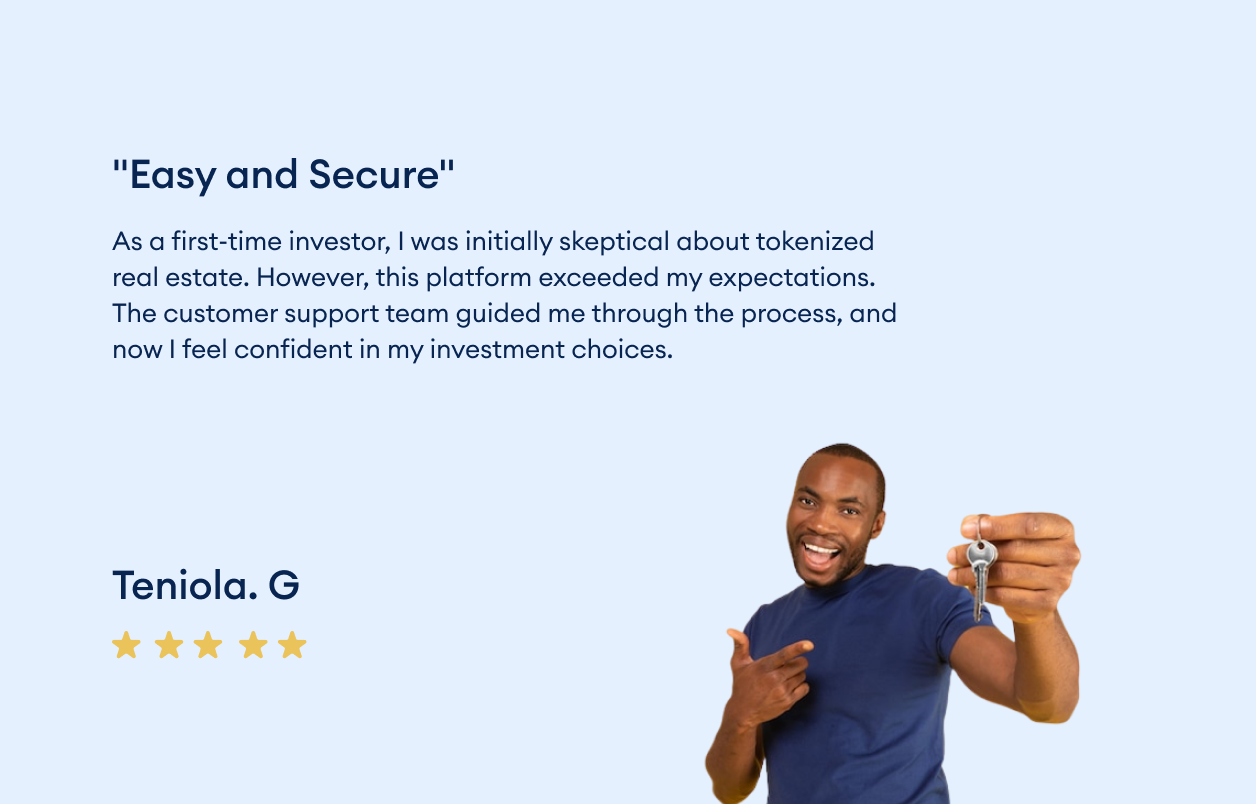 "Easy and Secure"
As a first-time investor, I was initially skeptical about tokenized
real estate. However, this platform exceeded my expectations.
The customer support team guided me through the process, and
now I feel confident in my investment choices.
Teniola. G